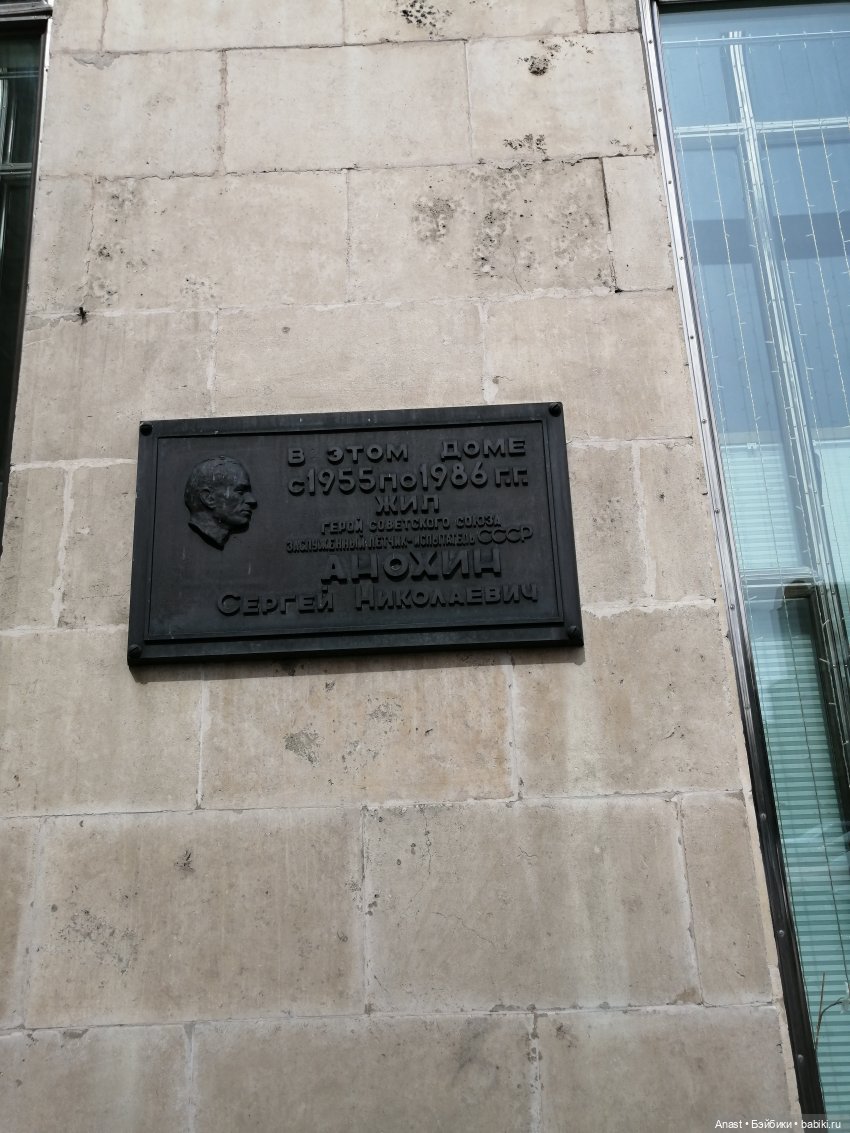 В ЭТОМ ДОМЕ
с 1955 по 1986 г.г.
ЖИЛ
ГЕРОЙ СОВЕТСКОГО СОЮЗА
ЗАСЛУЖЕННЫЙ ЛЕТЧИК-ИСПЫТАТЕЛЬ СССР
АНОХИН
СЕРГЕЙ НИКОЛАЕВИЧ
Anast • Бэйбики • babiki.ru